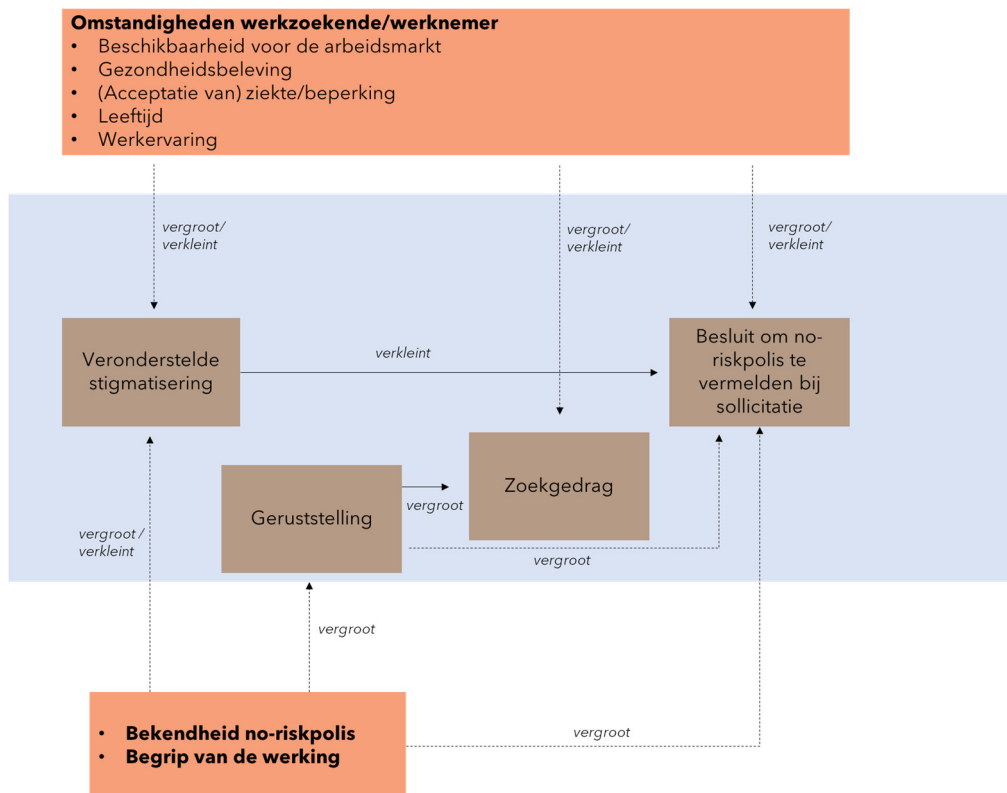 Omstandigheden werkzoekende/werknemer
• Beschikbaarheid voor de arbeidsmarkt
• Gezondheidsbeleving
• (Acceptatie van) ziekte/beperking
• Leeftijd
• Werkervaring
vergroot/
verkleint
vergroot/
verkleint
vergroot/
verkleint
Veronderstelde
stigmatisering
verkleint
Besluit om no-
riskpolis te
vermelden bij
sollicitatie
Geruststelling
vergroot
Zoekgedrag
vergroot /
verkleint
vergroot
vergroot
• Bekendheid no-riskpolis
• Begrip van de werking
vergroot